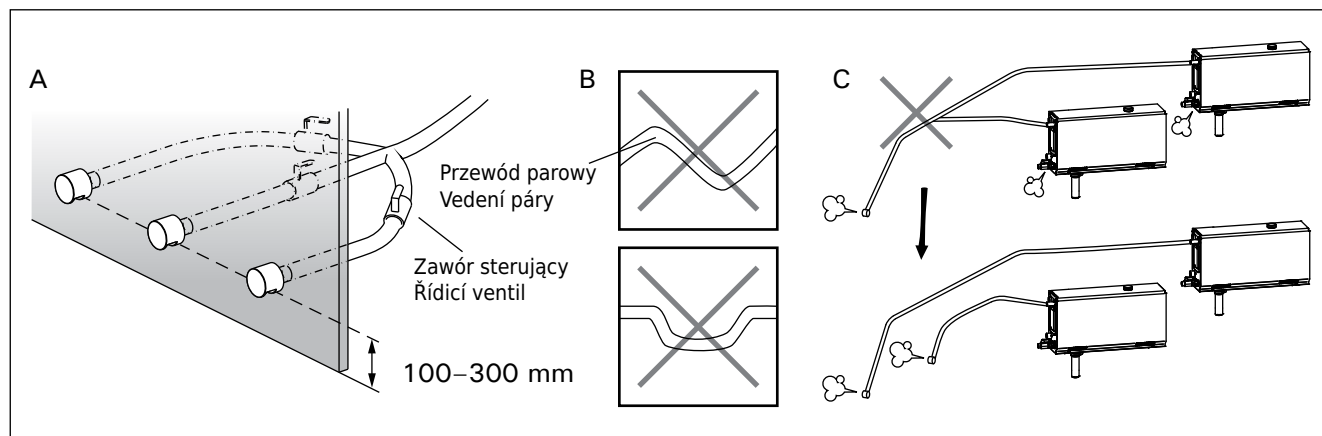 A
B
C
Przewód parowy
Vedení páry
Zawór sterujący
Řídicí ventil
100–300 mm